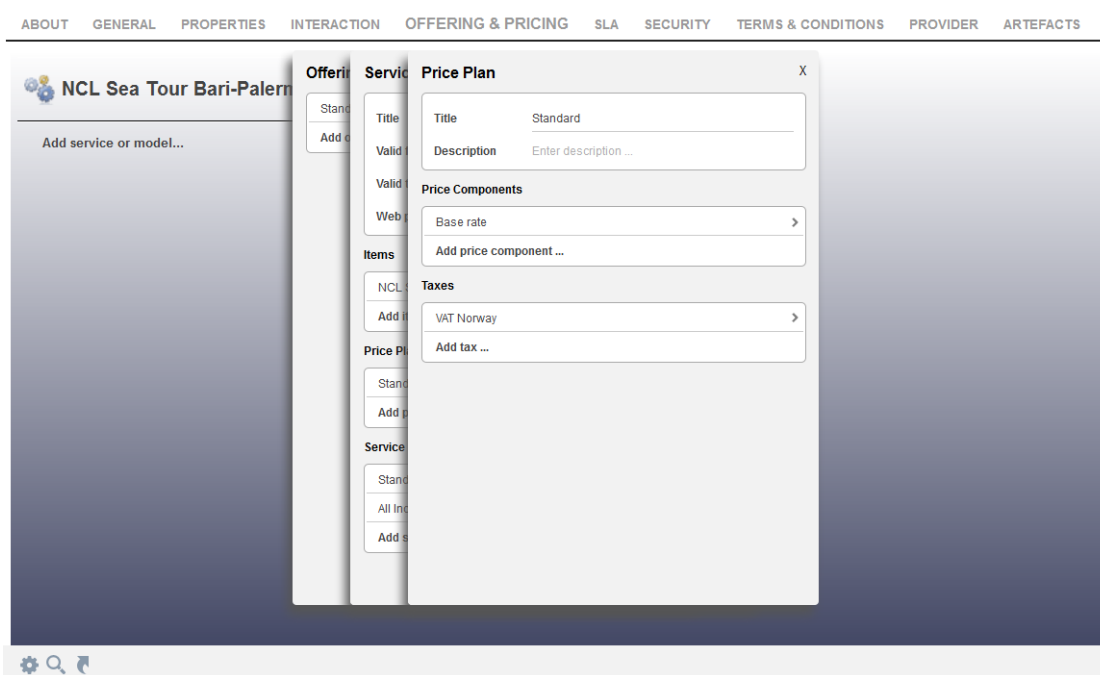 ABOUT GENERAL PROPERTIES INTERACTION OFFERING & PRICING SLA SECURITY TERMS & CONDITIONS PROVIDER ARTEFACTS
NCL Sea Tour Bari-Palern
Add service or model...
Offerin
Stand
Add o
Servic
Title
Valid f
Valid t
Web p
Items
NCL S
Add it
Price Pla
Stand
Add p
Service
Stand
All Inc
Add s
Price Plan
X
Title Standard
Description Enter description ...
Price Components
Base rate
Add price component ...
Taxes
VAT Norway
Add tax ...